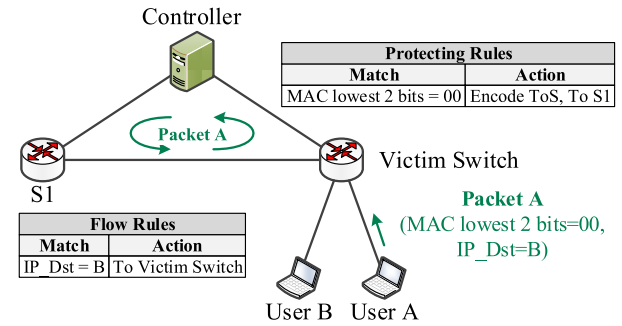 Controller
Protecting Rules
Match Action
MAC lowest 2 bits = 00 Encode ToS, To S1
Packet A
S1
Victim Switch
Flow Rules
Match Action
IP_Dst = B To Victim Switch
Packet A
(MAC lowest 2 bits=00,
IP_Dst=B)
User B User A